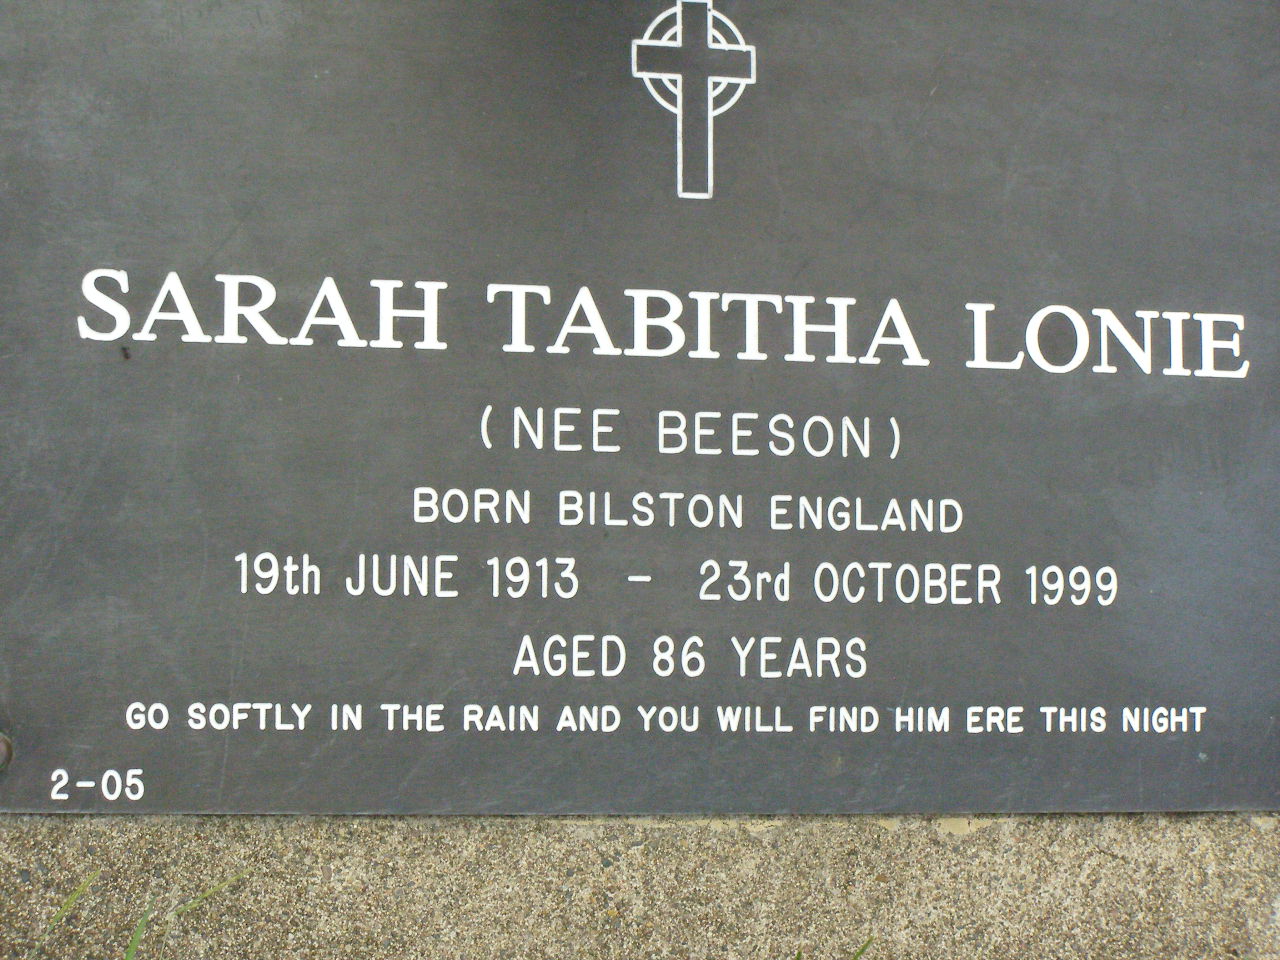 SARAH TABITHA LONIE
(NEE BEESON)
BORN BILSTON ENGLAND
19th JUNE 1913 - 23rd OCTOBER 1999
AGED 86 YEARS
GO SOFTLY IN THE RAIN AND YOU WILL FIND HIM ERE THIS NIGHT
2-05